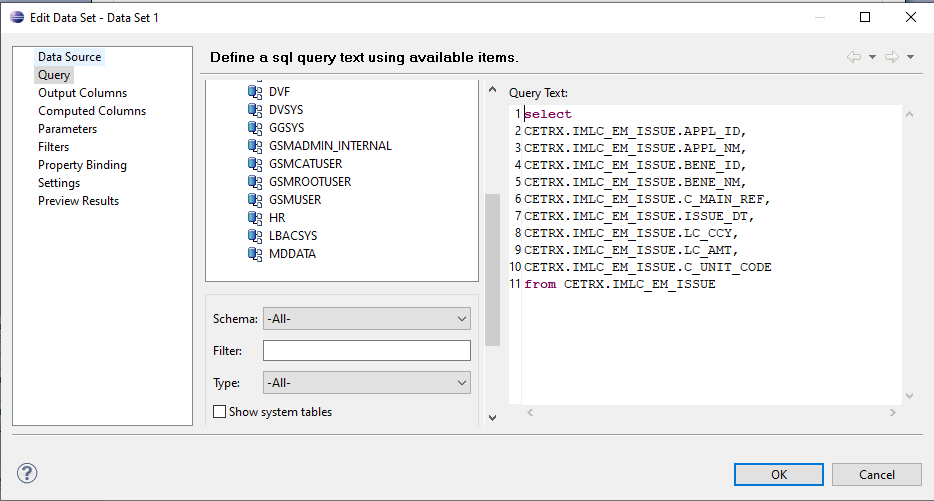 Edit Data Set - Data Set 1
Data Source
Query
Output Columns
Computed Columns
Parameters
Filters
Property Binding
Settings
Preview Results
Define a sql query text using available items.
DVF
DVSYS
GGSYS
GSMADMIN_INTERNAL
GSMCATUSER
GSMROOTUSER
GSMUSER
HR
LBACSYS
MDDATA
Schema: -All-
Filter:
Type: -All-
Show system tables
Query Text:
1 select
2 CETRX.IMLC_EM_ISSUE.APPL_ID,
3 CETRX.IMLC_EM_ISSUE.APPL_NM,
4 CETRX.IMLC_EM_ISSUE.BENE_ID,
5 CETRX.IMLC_EM_ISSUE.BENE_NM,
6 CETRX.IMLC_EM_ISSUE.C_MAIN_REF,
7 CETRX.IMLC_EM_ISSUE.ISSUE_DT,
8 CETRX.IMLC_EM_ISSUE.LC_CCY,
9 CETRX.IMLC_EM_ISSUE.LC_AMT,
10 CETRX.IMLC_EM_ISSUE.C_UNIT_CODE
11 from CETRX.IMLC_EM_ISSUE
?
OK
Cancel